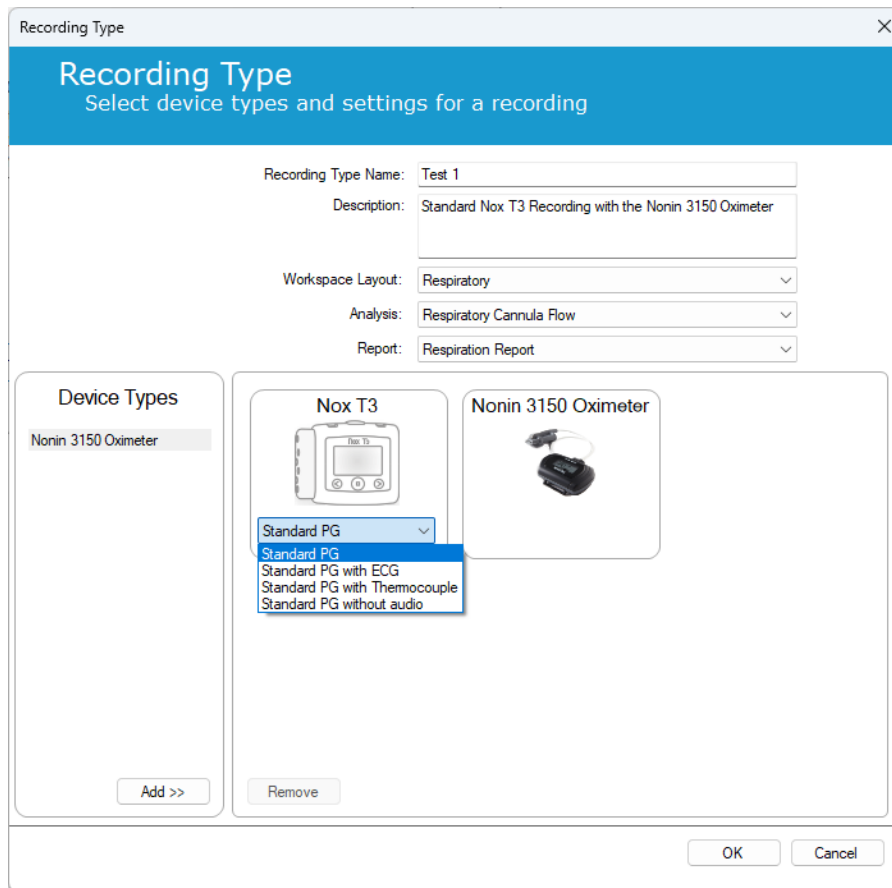 Recording Type
Recording Type
Select device types and settings for a recording
Recording Type Name: Test 1
Description: Standard Nox T3 Recording with the Nonin 3150 Oximeter
Workspace Layout: Respiratory
Analysis: Respiratory Cannula Flow
Report: Respiration Report
Device Types
Nonin 3150 Oximeter
Add >>
Nox T3
Nox T3
Standard PG
Standard PG
Standard PG with ECG
Standard PG with Thermocouple
Standard PG without audio
Nonin 3150 Oximeter
Remove
OK
Cancel